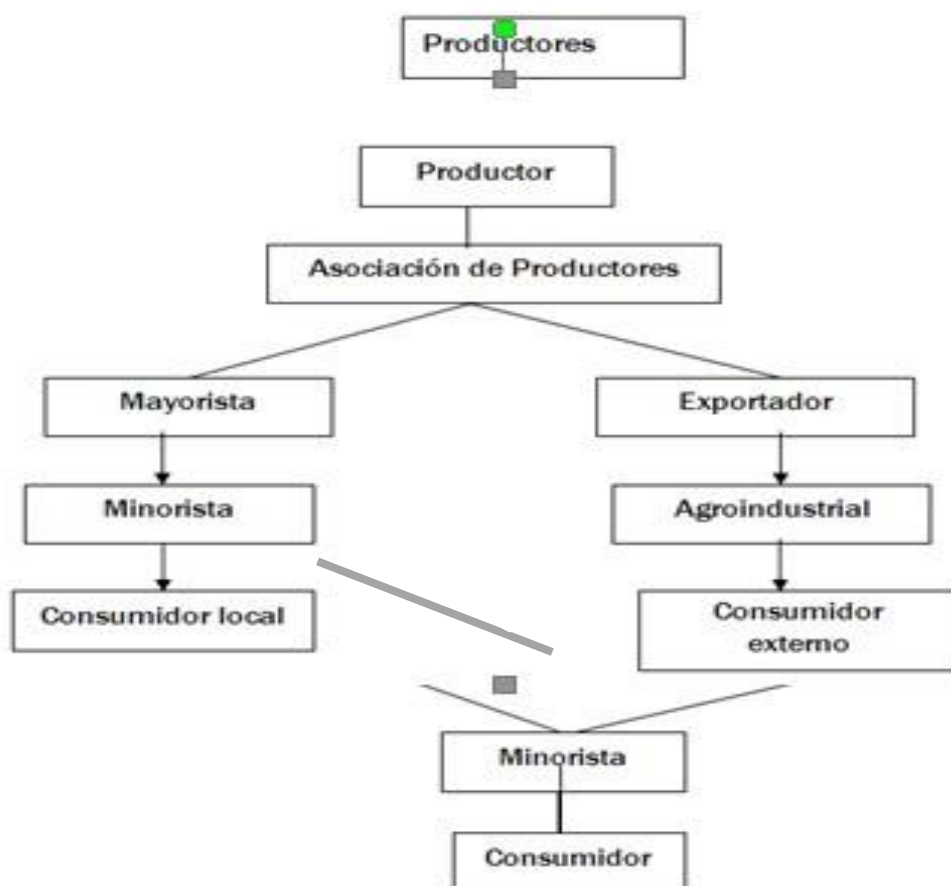 Productores
Productor
Asociación de Productores
Mayorista
Exportador
Minorista
Agroindustrial
Consumidor local
Consumidor
externo
Minorista
Consumidor